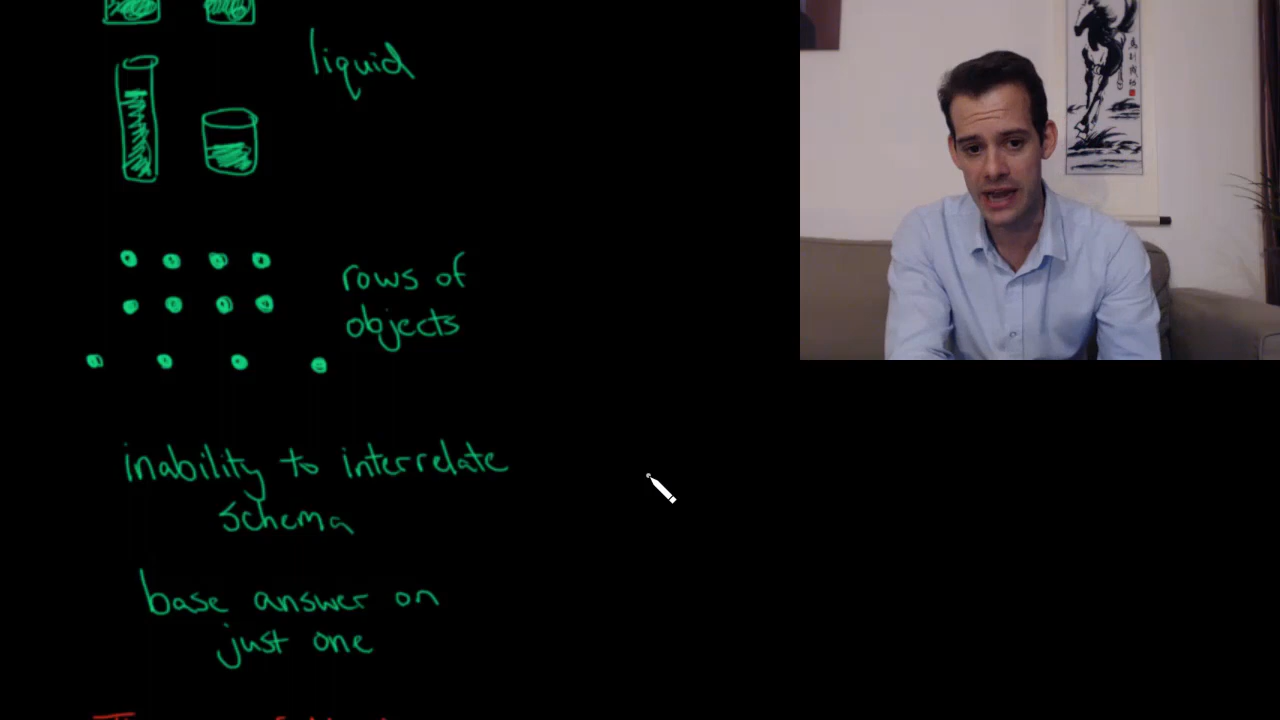 liquid
rows of
objects
inability to interrelate
schema
base answer on
just one